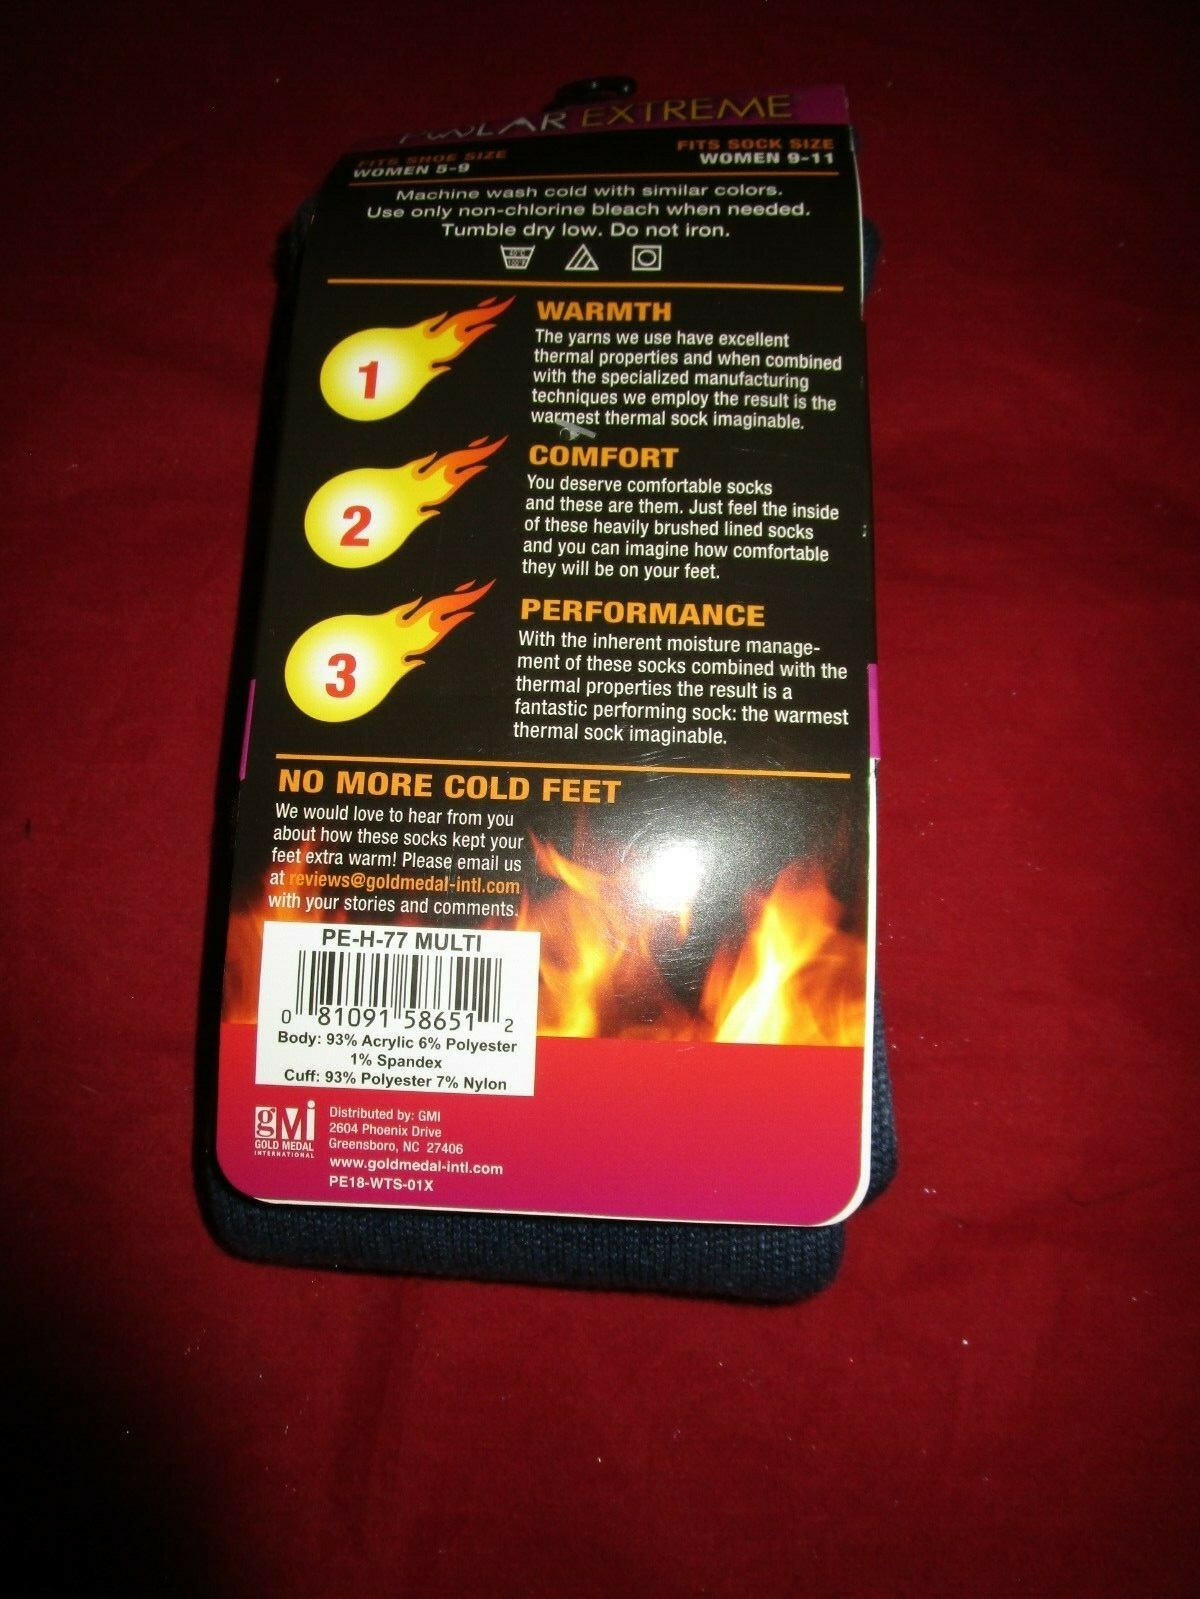 POLAR EXTREME
FITS SHOE SIZE
WOMEN 5-9
FITS SOCK SIZE
WOMEN 9-11
Machine wash cold with similar colors.
Use only non-chlorine bleach when needed.
Tumble dry low. Do not iron.
40°C
100°F
1
WARMTH
The yarns we use have excellent
thermal properties and when combined
with the specialized manufacturing
techniques we employ the result is the
warmest thermal sock imaginable.
2
COMFORT
You deserve comfortable socks
and these are them. Just feel the inside
of these heavily brushed lined socks
and you can imagine how comfortable
they will be on your feet.
3
PERFORMANCE
With the inherent moisture manage-
ment of these socks combined with the
thermal properties the result is a
fantastic performing sock: the warmest
thermal sock imaginable.
NO MORE COLD FEET
We would love to hear from you
about how these socks kept your
feet extra warm! Please email us
at reviews@goldmedal-intl.com
with your stories and comments.
PE-H-77 MULTI
0 81091 58651 2
Body: 93% Acrylic 6% Polyester
1% Spandex
Cuff: 93% Polyester 7% Nylon
gmi
GOLD MEDAL
INTERNATIONAL
Distributed by: GMI
2604 Phoenix Drive
Greensboro, NC 27406
www.goldmedal-intl.com
PE18-WTS-01X